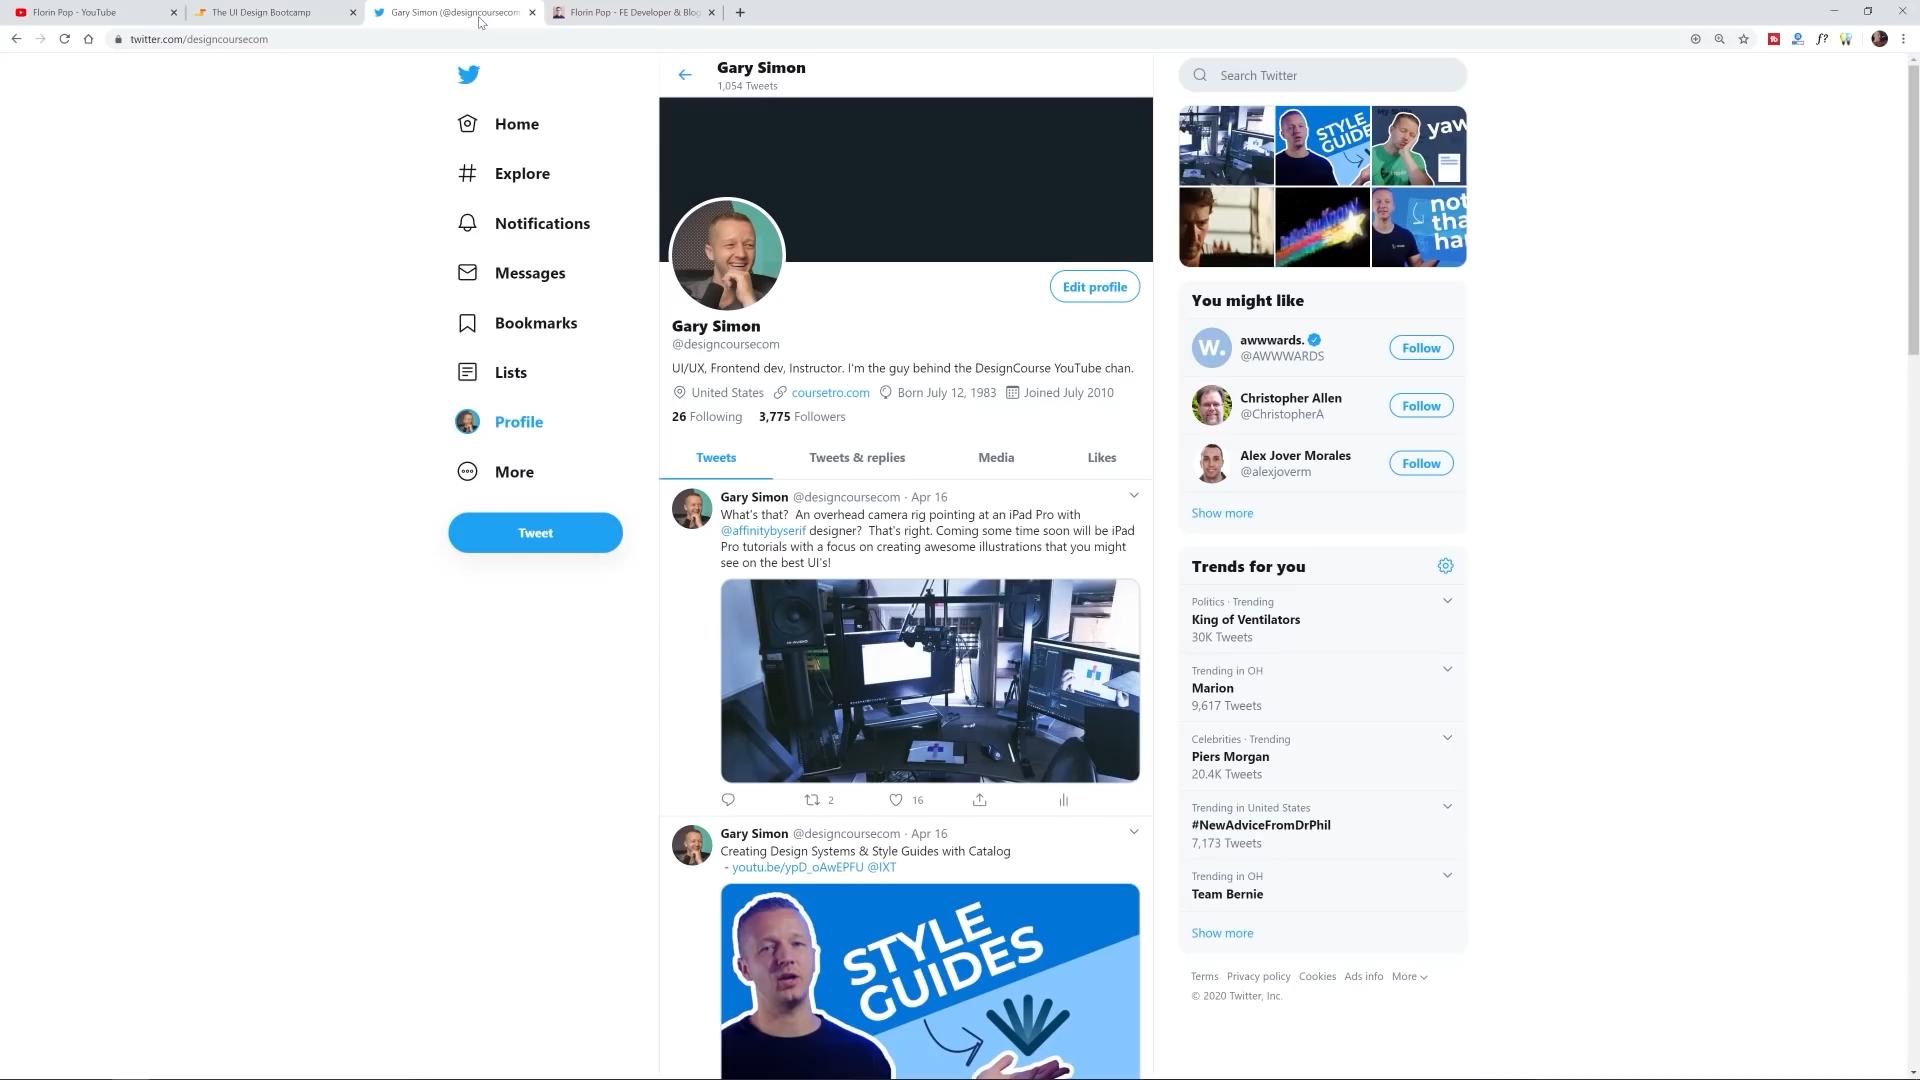 Florin Pop - YouTube
The UI Design Bootcamp
Gary Simon (@designcoursecom
Florin Pop - FE Developer & Blog
twitter.com/designcoursecom
Gary Simon
1,054 Tweets
Search Twitter
Home
Explore
Notifications
Messages
Bookmarks
Lists
Profile
More
Tweet
Edit profile
Gary Simon
@designcoursecom
UI/UX, Frontend dev, Instructor. I'm the guy behind the DesignCourse YouTube chan.
United States coursetro.com Born July 12, 1983 Joined July 2010
26 Following 3,775 Followers
Tweets Tweets & replies Media Likes
Gary Simon @designcoursecom · Apr 16
What's that? An overhead camera rig pointing at an iPad Pro with
@affinitybyserif designer? That's right. Coming some time soon will be iPad
Pro tutorials with a focus on creating awesome illustrations that you might
see on the best UI's!
2 16
Gary Simon @designcoursecom · Apr 16
Creating Design Systems & Style Guides with Catalog
- youtu.be/ypD_oAwEPFU @IXT
STYLE
GUIDES
STYLE
GUIDE
yaw
not
tha
ha
You might like
awwwards.
@AWWWARDS
Follow
Christopher Allen
@ChristopherA
Follow
Alex Jover Morales
@alexjoverm
Follow
Show more
Trends for you
Politics · Trending
King of Ventilators
30K Tweets
Trending in OH
Marion
9,617 Tweets
Celebrities · Trending
Piers Morgan
20.4K Tweets
Trending in United States
#NewAdviceFromDrPhil
7,173 Tweets
Trending in OH
Team Bernie
Show more
Terms Privacy policy Cookies Ads info More
© 2020 Twitter, Inc.